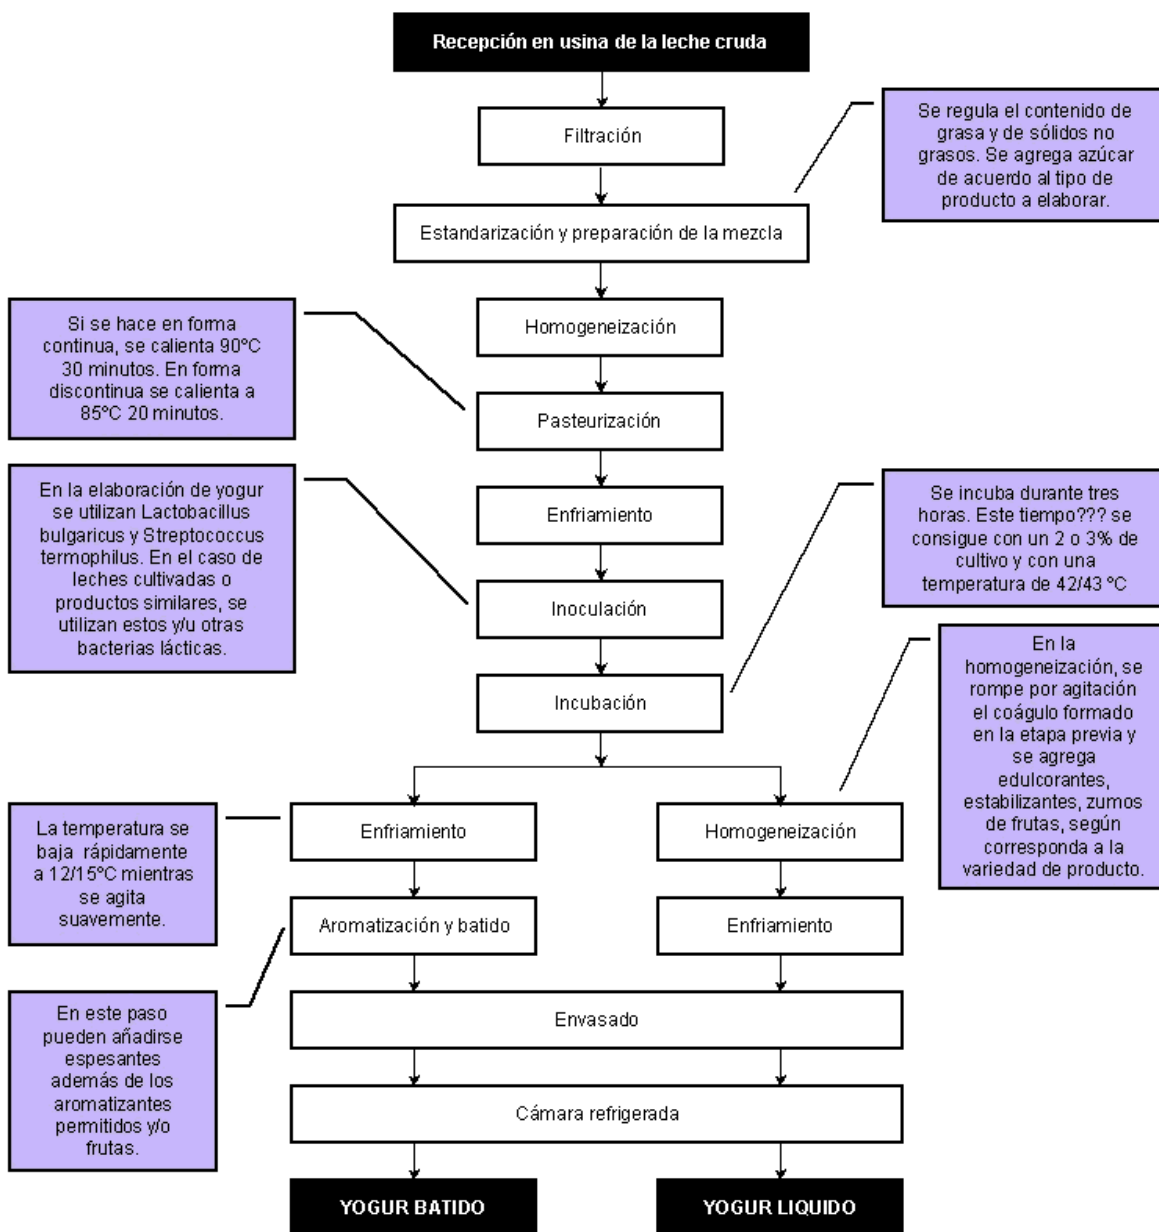 Recepción en usina de la leche cruda
Filtración
Se regula el contenido de
grasa y de sólidos no
grasos. Se agrega azúcar
de acuerdo al tipo de
producto a elaborar.
Estandarización y preparación de la mezcla
Homogeneización
Si se hace en forma
continua, se calienta 90°C
30 minutos. En forma
discontinua se calienta a
85°C 20 minutos.
Pasteurización
En la elaboración de yogur
se utilizan Lactobacillus
bulgaricus y Streptococcus
termophilus. En el caso de
leches cultivadas o
productos similares, se
utilizan estos y/u otras
bacterias lácticas.
Enfriamiento
Se incuba durante tres
horas. Este tiempo??? se
consigue con un 2 o 3% de
cultivo y con una
temperatura de 42/43 °C
Inoculación
Incubación
En la
homogeneización, se
rompe por agitación
el coágulo formado
en la etapa previa y
se agrega
edulcorantes,
estabilizantes, zumos
de frutas, según
corresponda a la
variedad de producto.
La temperatura se
baja rápidamente
a 12/15°C mientras
se agita
suavemente.
Enfriamiento
Homogeneización
Aromatización y batido
Enfriamiento
En este paso
pueden añadirse
espesantes
además de los
aromatizantes
permitidos y/o
frutas.
Envasado
Cámara refrigerada
YOGUR BATIDO
YOGUR LIQUIDO